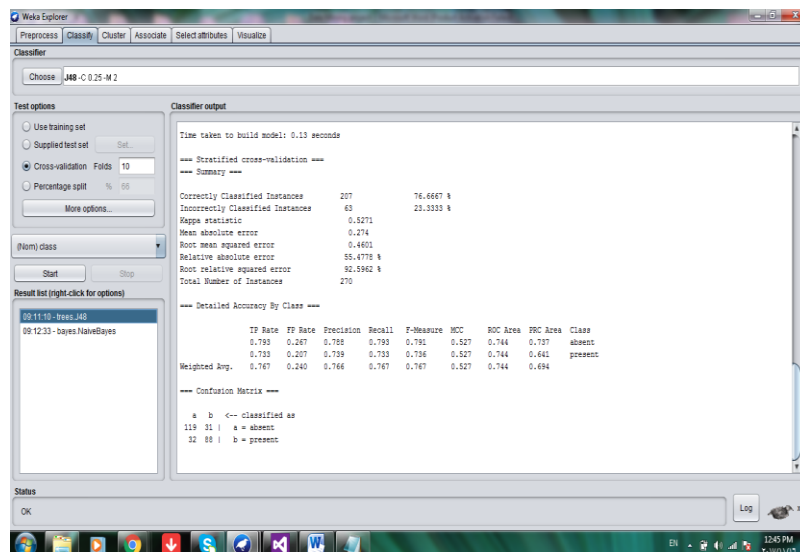 Weka Explorer
Preprocess Classify Cluster Associate Select attributes Visualize
Classifier
Choose J48 -C 0.25 -M 2
Test options
Use training set
Supplied test set Set...
Cross-validation Folds 10
Percentage split % 66
More options...
(Nom) class
Start Stop
Result list (right-click for options)
09:11:10 - trees.J48
09:12:33 - bayes.NaiveBayes
Classifier output
Time taken to build model: 0.13 seconds
=== Stratified cross-validation ===
=== Summary ===
Correctly Classified Instances 207 76.6667 %
Incorrectly Classified Instances 63 23.3333 %
Kappa statistic 0.5271
Mean absolute error 0.274
Root mean squared error 0.4601
Relative absolute error 55.4778 %
Root relative squared error 92.5962 %
Total Number of Instances 270
=== Detailed Accuracy By Class ===
TP Rate FP Rate Precision Recall F-Measure MCC ROC Area PRC Area Class
0.793 0.267 0.788 0.793 0.791 0.527 0.744 0.737 absent
0.733 0.207 0.739 0.733 0.736 0.527 0.744 0.641 present
Weighted Avg. 0.767 0.240 0.766 0.767 0.767 0.527 0.744 0.694
=== Confusion Matrix ===
a b <-- classified as
119 31 | a = absent
32 88 | b = present
Status
OK
Log
x
EN
12:45 PM